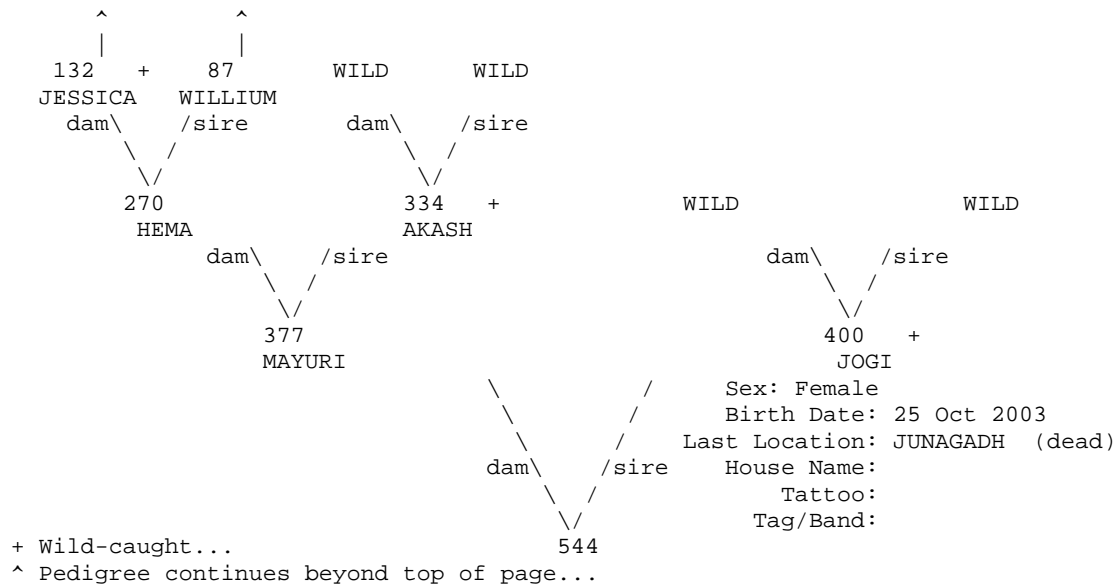 ^ ^
| |
132 + 87 WILD WILD
JESSICA WILLIUM
dam\ /sire dam\ /sire
\ / \ /
\/ \/
270 334 + WILD WILD
HEMA AKASH
dam\ /sire dam\ /sire
\ / \ /
\ / \ /
\/ \/
377 400 +
MAYURI JOGI
\ / Sex: Female
\ / Birth Date: 25 Oct 2003
\ / Last Location: JUNAGADH (dead)
dam\ /sire House Name:
\ / Tattoo:
\/ Tag/Band:
+ Wild-caught... 544
^ Pedigree continues beyond top of page...